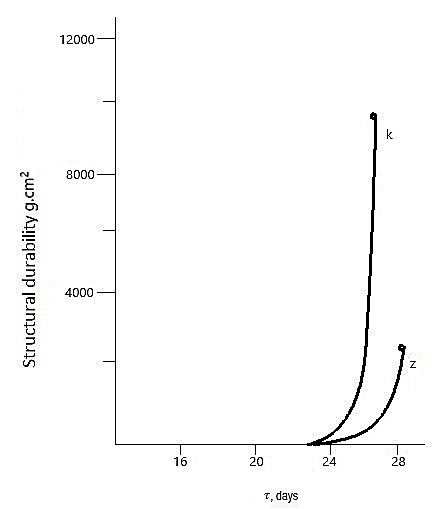 12000
8000
4000
Structural durability g.cm²
k
z
16 20 24 28
τ, days